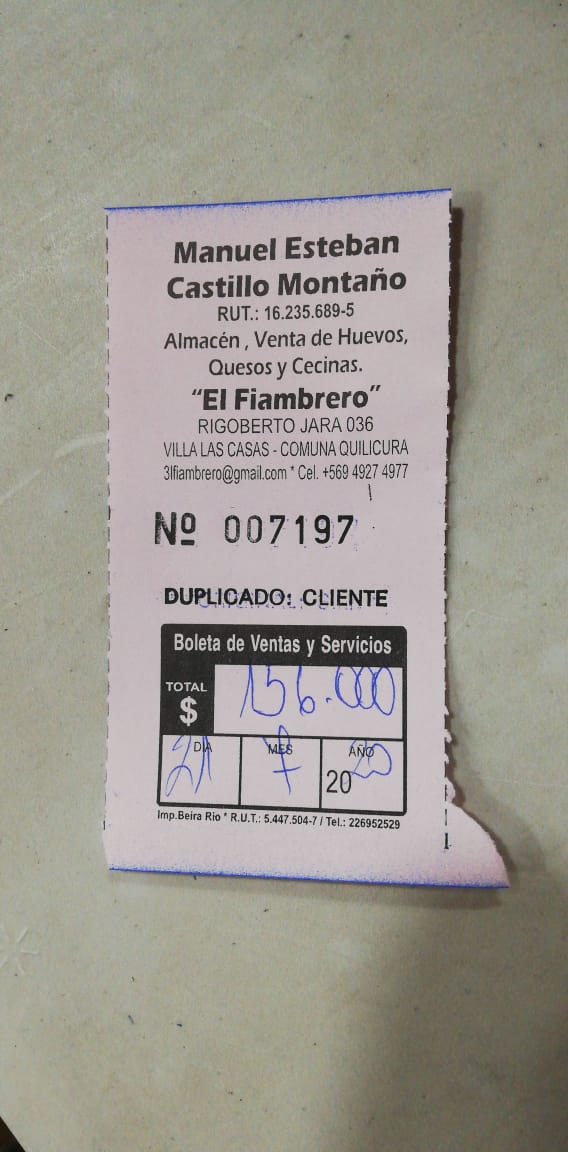 Manuel Esteban
Castillo Montaño
RUT.: 16.235.689-5
Almacén , Venta de Huevos,
Quesos y Cecinas.
“El Fiambrero”
RIGOBERTO JARA 036
VILLA LAS CASAS - COMUNA QUILICURA
3lfiambrero@gmail.com * Cel. +569 4927 4977
Nº 007197
DUPLICADO: CLIENTE
Boleta de Ventas y Servicios
TOTAL
$ 156.000
DIA MES AÑO
21 7 2020
Imp.Beira Rio * R.U.T.: 5.447.504-7 / Tel.: 226952529